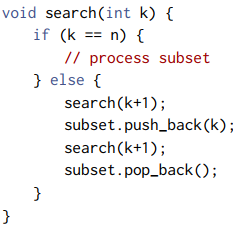 void search(int k) {
    if (k == n) {
        // process subset
    } else {
        search(k+1);
        subset.push_back(k);
        search(k+1);
        subset.pop_back();
    }
}